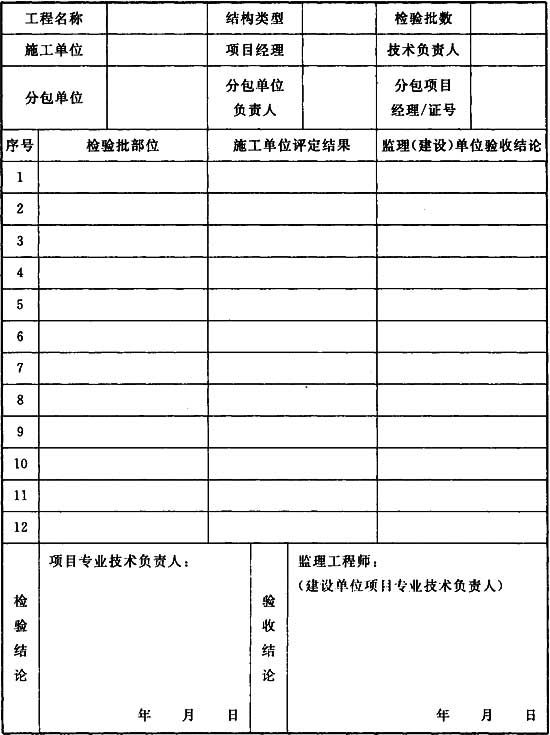 工程名称 结构类型 检验批数
施工单位 项目经理 技术负责人
分包单位 分包单位负责人 分包项目经理/证号
序号 检验批部位 施工单位评定结果 监理(建设)单位验收结论
1
2
3
4
5
6
7
8
9
10
11
12
检验结论
项目专业技术负责人：
年 月 日
验收结论
监理工程师：
(建设单位项目专业技术负责人)
年 月 日